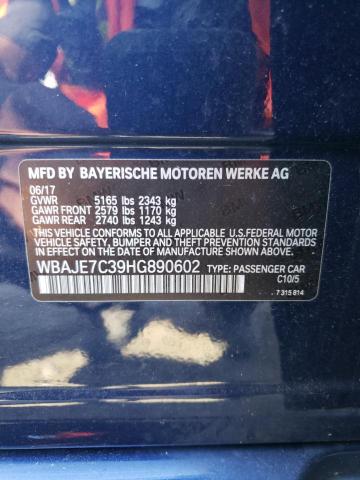 MFD BY BAYERISCHE MOTOREN WERKE AG
06/17
GVWR 5165 lbs 2343 kg
GAWR FRONT 2579 lbs 1170 kg
GAWR REAR 2740 lbs 1243 kg
THIS VEHICLE CONFORMS TO ALL APPLICABLE U.S.FEDERAL MOTOR
VEHICLE SAFETY, BUMPER, AND THEFT PREVENTION STANDARDS
IN EFFECT ON THE DATE OF MANUFACTURE SHOWN ABOVE.
WBAJE7C39HG890602 TYPE: PASSENGER CAR
C10/5
7 315 814